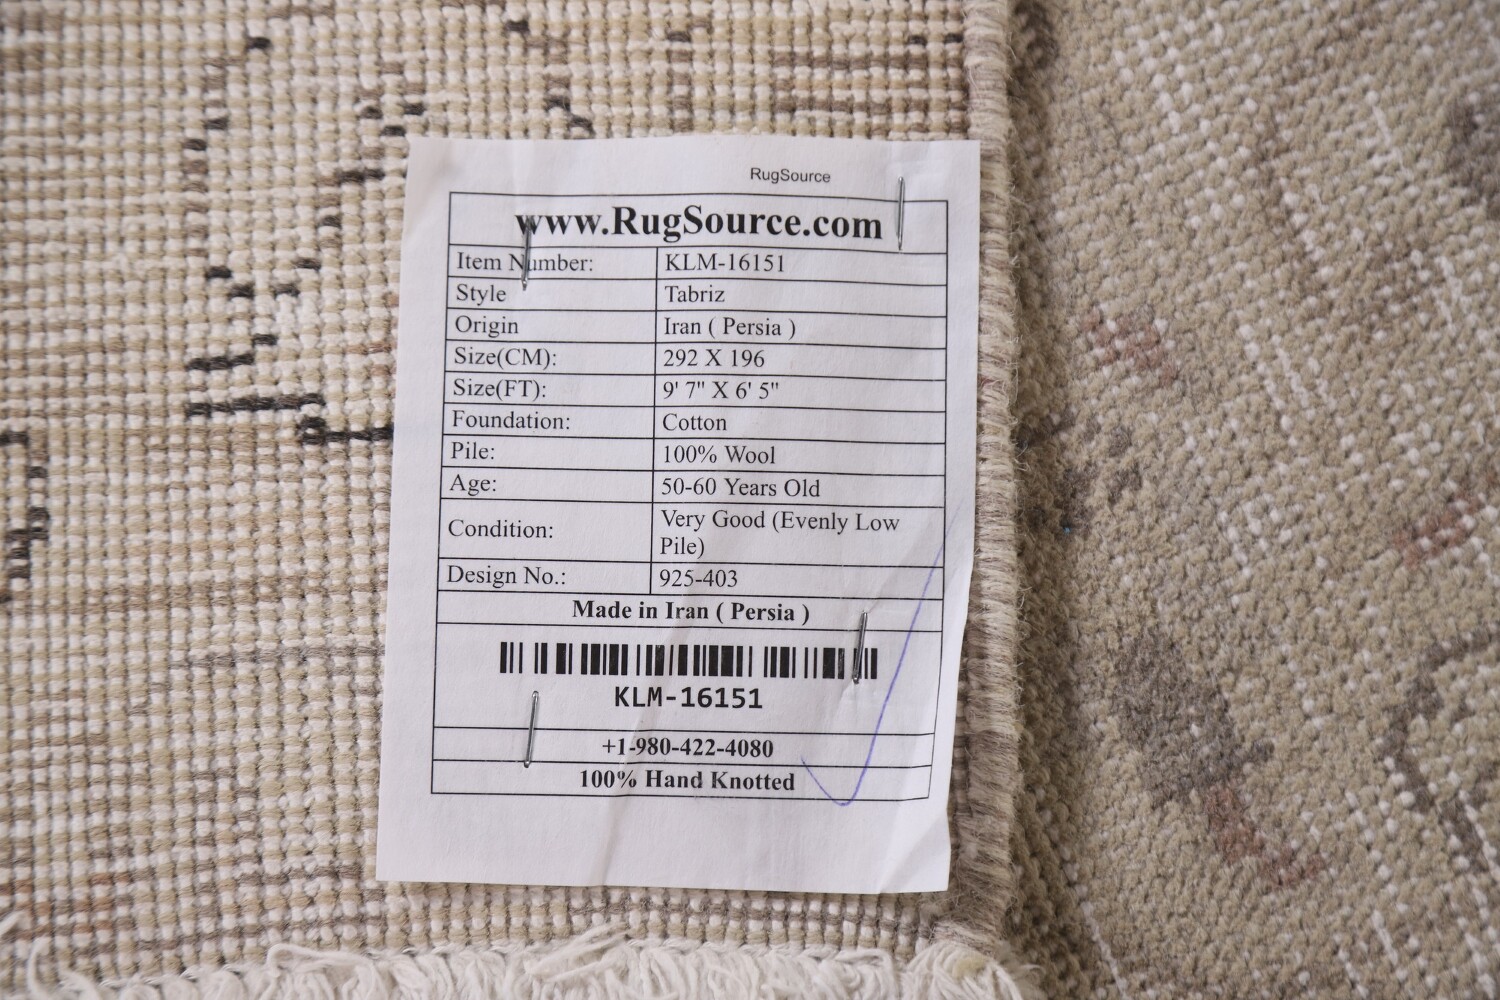 RugSource
www.RugSource.com
Item Number: KLM-16151
Style Tabriz
Origin Iran ( Persia )
Size(CM): 292 X 196
Size(FT): 9' 7" X 6' 5"
Foundation: Cotton
Pile: 100% Wool
Age: 50-60 Years Old
Condition: Very Good (Evenly Low
Pile)
Design No.: 925-403
Made in Iran ( Persia )
KLM-16151
+1-980-422-4080
100% Hand Knotted